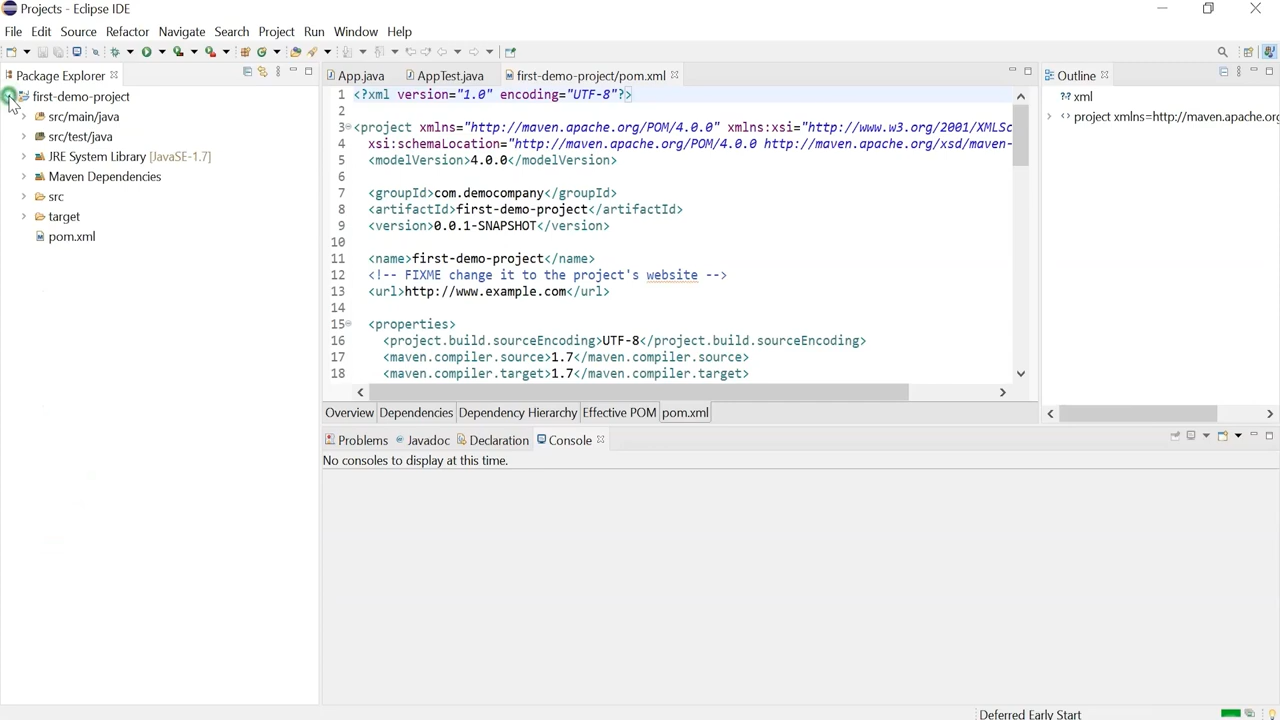 Projects - Eclipse IDE
File Edit Source Refactor Navigate Search Project Run Window Help
Package Explorer
first-demo-project
src/main/java
src/test/java
JRE System Library [JavaSE-1.7]
Maven Dependencies
src
target
pom.xml
App.java AppTest.java first-demo-project/pom.xml
1 <?xml version="1.0" encoding="UTF-8"?>
2
3 <project xmlns="http://maven.apache.org/POM/4.0.0" xmlns:xsi="http://www.w3.org/2001/XMLSc
4 xsi:schemaLocation="http://maven.apache.org/POM/4.0.0 http://maven.apache.org/xsd/maven-
5 <modelVersion>4.0.0</modelVersion>
6
7 <groupId>com.democompany</groupId>
8 <artifactId>first-demo-project</artifactId>
9 <version>0.0.1-SNAPSHOT</version>
10
11 <name>first-demo-project</name>
12 <!-- FIXME change it to the project's website -->
13 <url>http://www.example.com</url>
14
15 <properties>
16 <project.build.sourceEncoding>UTF-8</project.build.sourceEncoding>
17 <maven.compiler.source>1.7</maven.compiler.source>
18 <maven.compiler.target>1.7</maven.compiler.target>
Overview Dependencies Dependency Hierarchy Effective POM pom.xml
Outline
xml
project xmlns=http://maven.apache.org
Problems Javadoc Declaration Console
No consoles to display at this time.
Deferred Early Start